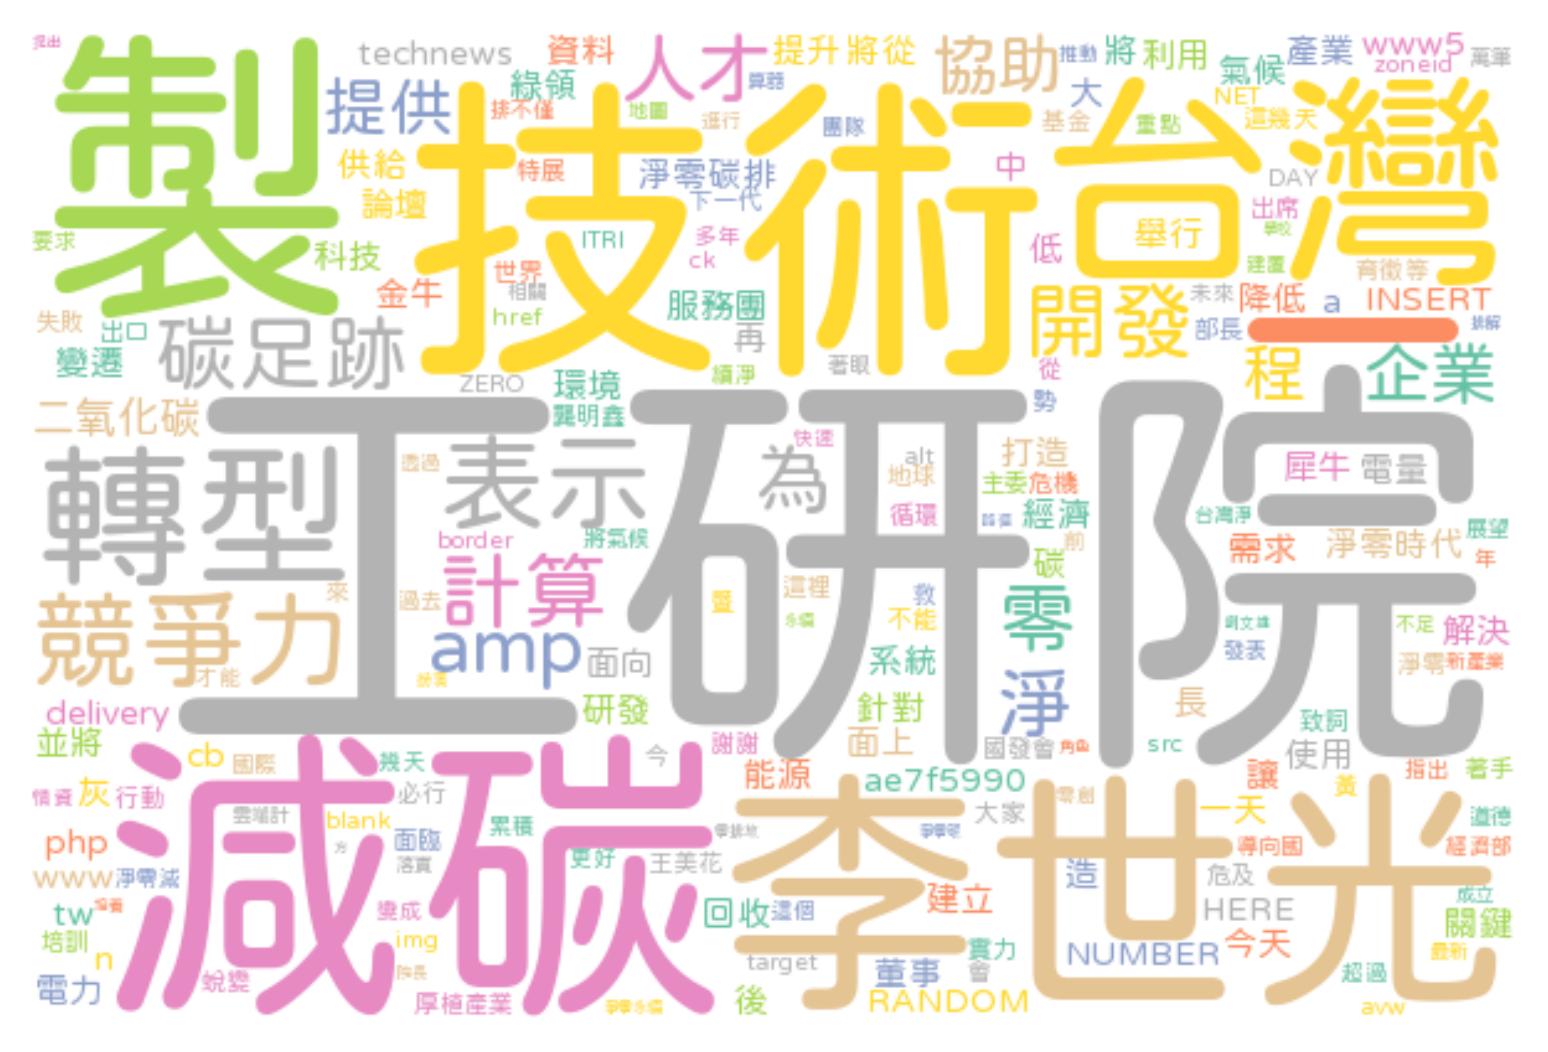 提出
technews
資料
人才
提升
將從
協助
推動
將
利用
產業
www5
zoneid
萬筆
製
提供
綠領
排不僅
技術
算器
地圖
進行
團隊
大
基金
重點
氣候
NET
這幾天
台灣
供給
論壇
特展
淨零碳排
下一代
中
DAY
出席
學校
舉行
要求
科技
ITRI
多年
ck
低
建置
育徵等
金牛
世界
相關
href
服務團
再
開發
未來
降低
a
INSERT
部長
一
排解
失敗
出口
變遷
碳足跡
ZERO
環境
龔明鑫
續淨
著眼
從
勢
程
企業
二氧化碳
工研院
轉型
透過
表示
快速
為
alt
地球
打造
主委
危機
犀牛
電量
border
將氣候
循環
經濟
前
台灣淨
需求
淨零時代
展望
年
計算
碳
競爭力
來
過去
暨
這裡
永續
救
不能
零
劉文雄
發表
不足
解決
淨零
新產業
才能
amp
面向
系統
淨
長
delivery
研發
針對
致詞
並將
cb
國際
幾天
謝謝
今
面上
國發會
角色
src
使用
減碳
能源
ae7f5990
讓
指出
著手
情資
灰
行動
必行
零創
一天
黃
雲端計
blank
大家
李世光
道德
php
方
面臨
累積
零排放
導向國
經濟部
www
淨零減
落實
更好
王美花
造
危及
成立
tw
培養
變成
回收
這個
建立
HERE
關鍵
培訓
n
img
實力
NUMBER
今天
最新
電力
蛻變
院長
target
董事
會
超過
厚植產業
淨零永續
後
RANDOM
avw